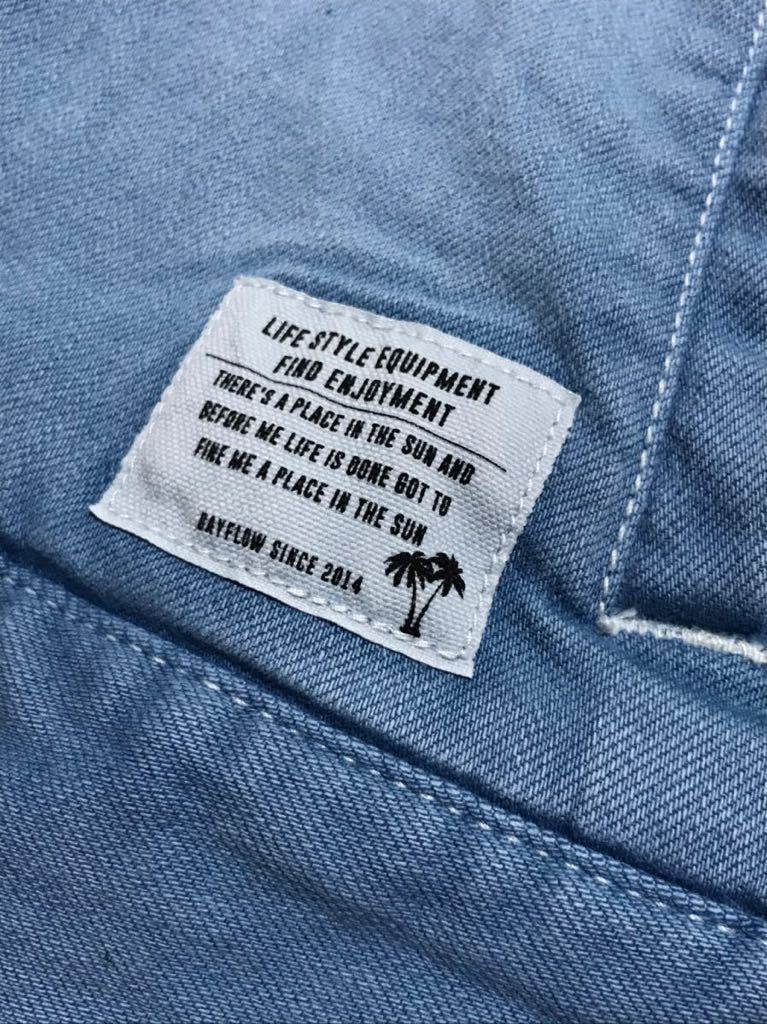 LIFE STYLE EQUIPMENT
FIND ENJOYMENT
THERE'S A PLACE IN THE SUN AND
BEFORE ME LIFE IS DONE GOT TO
FINE ME A PLACE IN THE SUN
BAYFLOW SINCE 2014